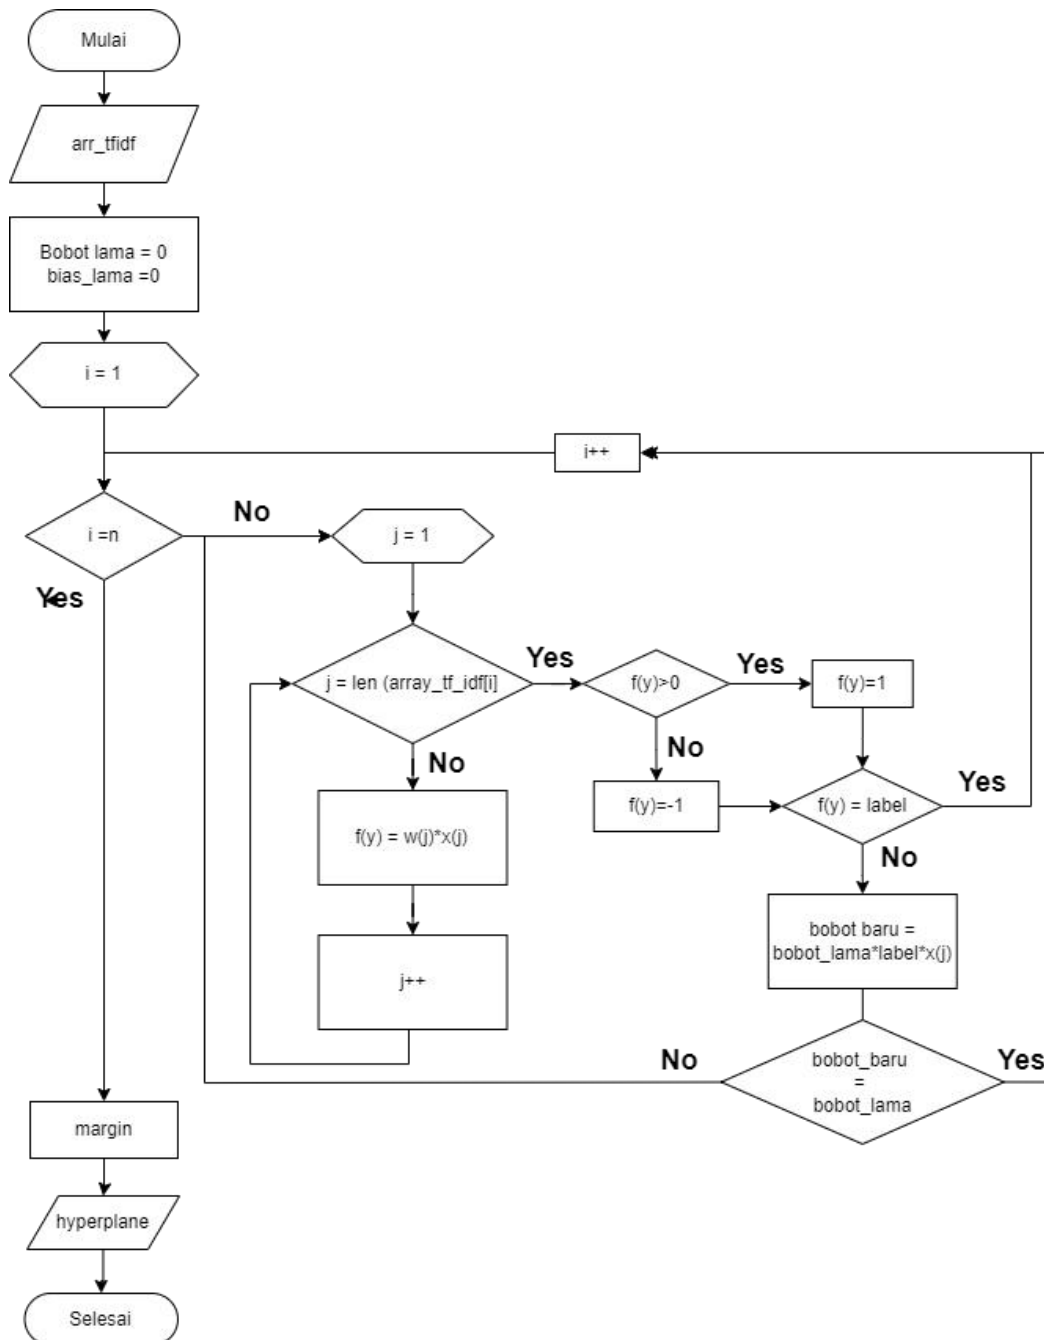 Mulai
arr_tfidf
Bobot lama = 0
bias_lama =0
i = 1
i++
i =n
No
j = 1
Yes
j = len (array_tf_idf[i]
Yes
f(y)>0
Yes
f(y)=1
No
No
f(y)=-1
f(y) = label
Yes
f(y) = w(j)*x(j)
No
bobot baru =
bobot_lama*label*x(j)
j++
No
bobot_baru
=
bobot_lama
Yes
margin
hyperplane
Selesai